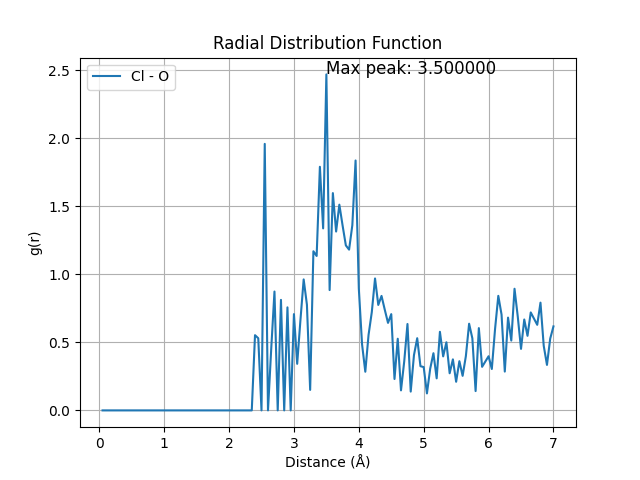 Radial Distribution Function
Max peak: 3.500000
Cl - O
g(r)
2.5
2.0
1.5
1.0
0.5
0.0
0 1 2 3 4 5 6 7
Distance (Å)